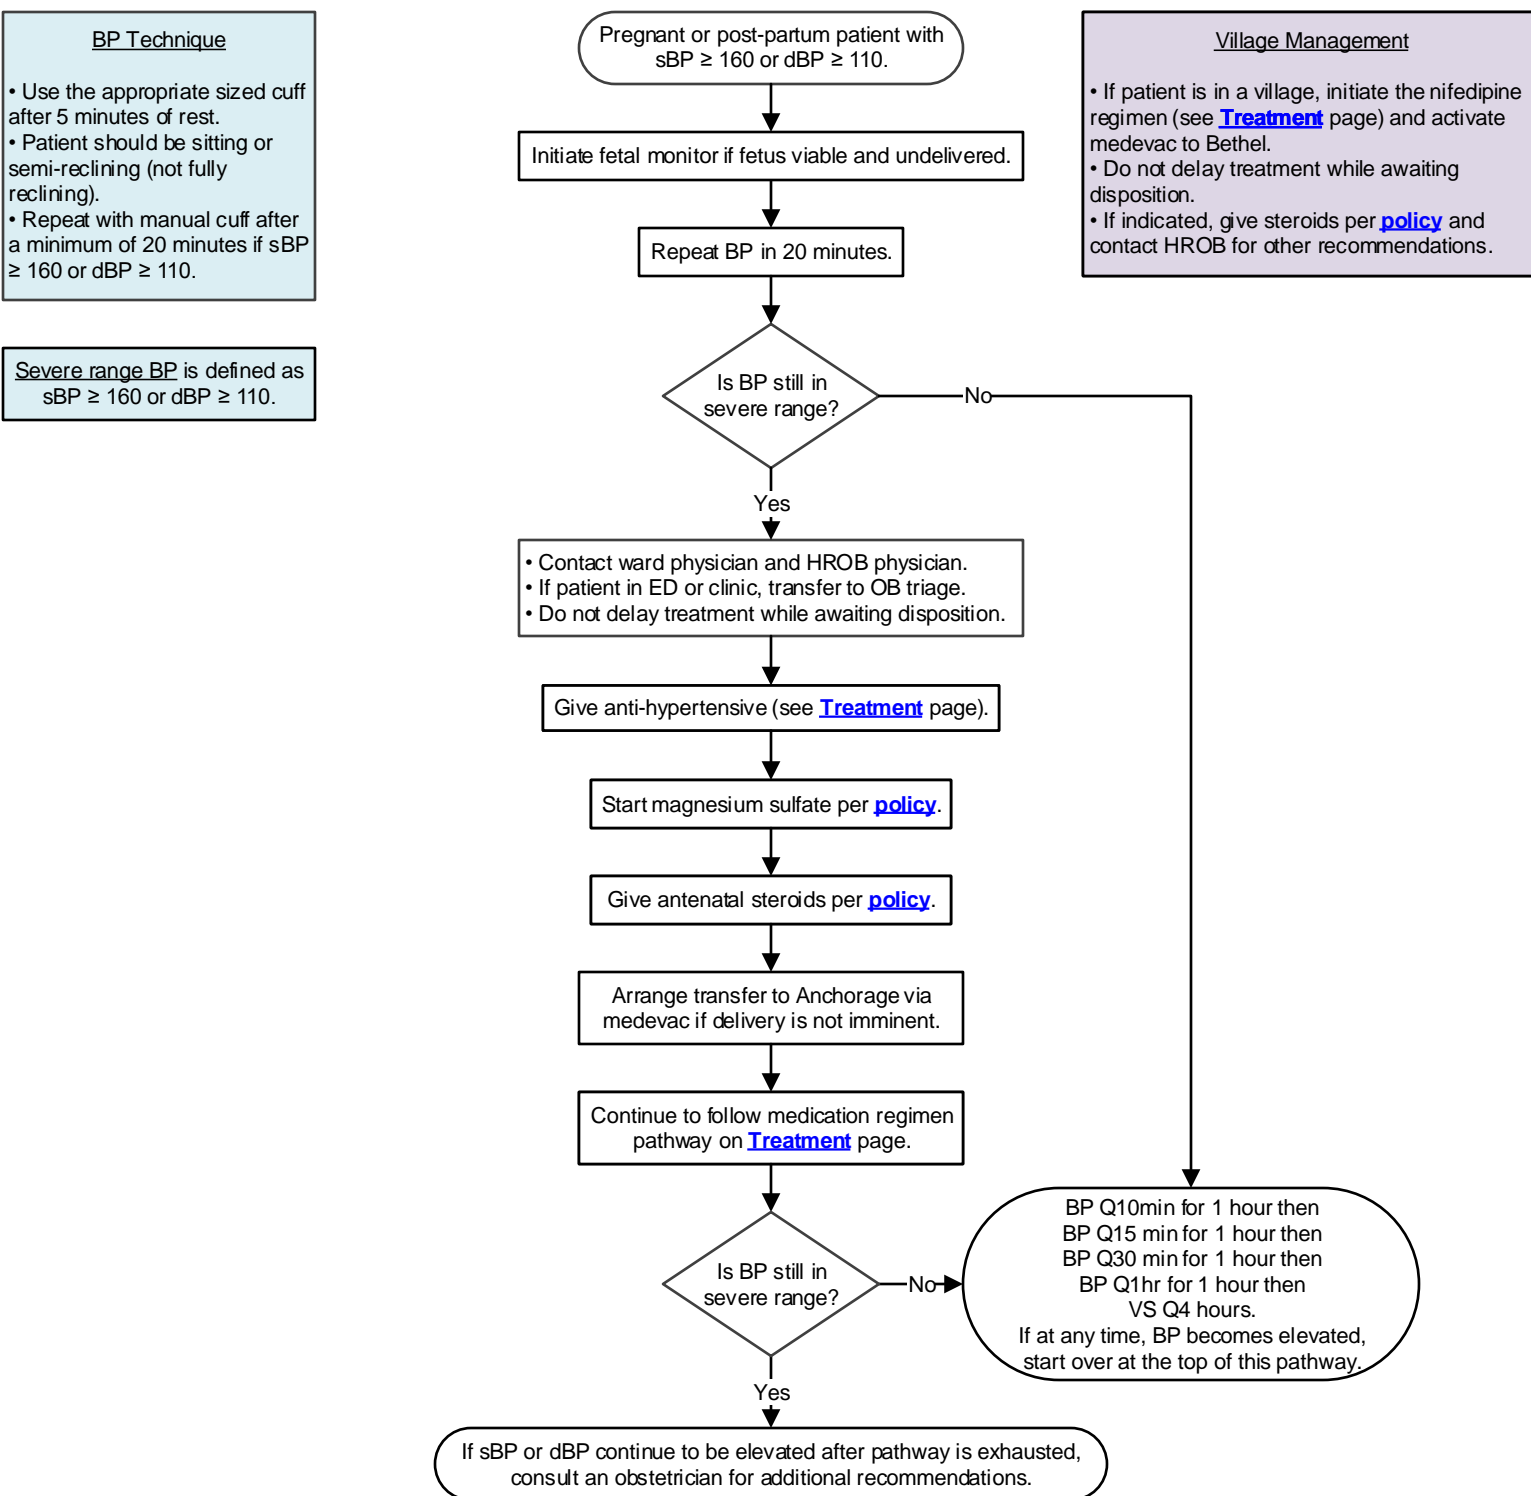 BP Technique
• Use the appropriate sized cuff
after 5 minutes of rest.
• Patient should be sitting or
semi-reclining (not fully
reclining).
• Repeat with manual cuff after
a minimum of 20 minutes if sBP
≥ 160 or dBP ≥ 110.
Severe range BP is defined as
sBP ≥ 160 or dBP ≥ 110.
Pregnant or post-partum patient with
sBP ≥ 160 or dBP ≥ 110.
Initiate fetal monitor if fetus viable and undelivered.
Repeat BP in 20 minutes.
Is BP still in
severe range?
No
Yes
• Contact ward physician and HROB physician.
• If patient in ED or clinic, transfer to OB triage.
• Do not delay treatment while awaiting disposition.
Give anti-hypertensive (see Treatment page).
Start magnesium sulfate per policy.
Give antenatal steroids per policy.
Arrange transfer to Anchorage via
medevac if delivery is not imminent.
Continue to follow medication regimen
pathway on Treatment page.
Is BP still in
severe range?
No
Yes
If sBP or dBP continue to be elevated after pathway is exhausted,
consult an obstetrician for additional recommendations.
Village Management
• If patient is in a village, initiate the nifedipine
regimen (see Treatment page) and activate
medevac to Bethel.
• Do not delay treatment while awaiting
disposition.
• If indicated, give steroids per policy and
contact HROB for other recommendations.
BP Q10min for 1 hour then
BP Q15 min for 1 hour then
BP Q30 min for 1 hour then
BP Q1hr for 1 hour then
VS Q4 hours.
If at any time, BP becomes elevated,
start over at the top of this pathway.